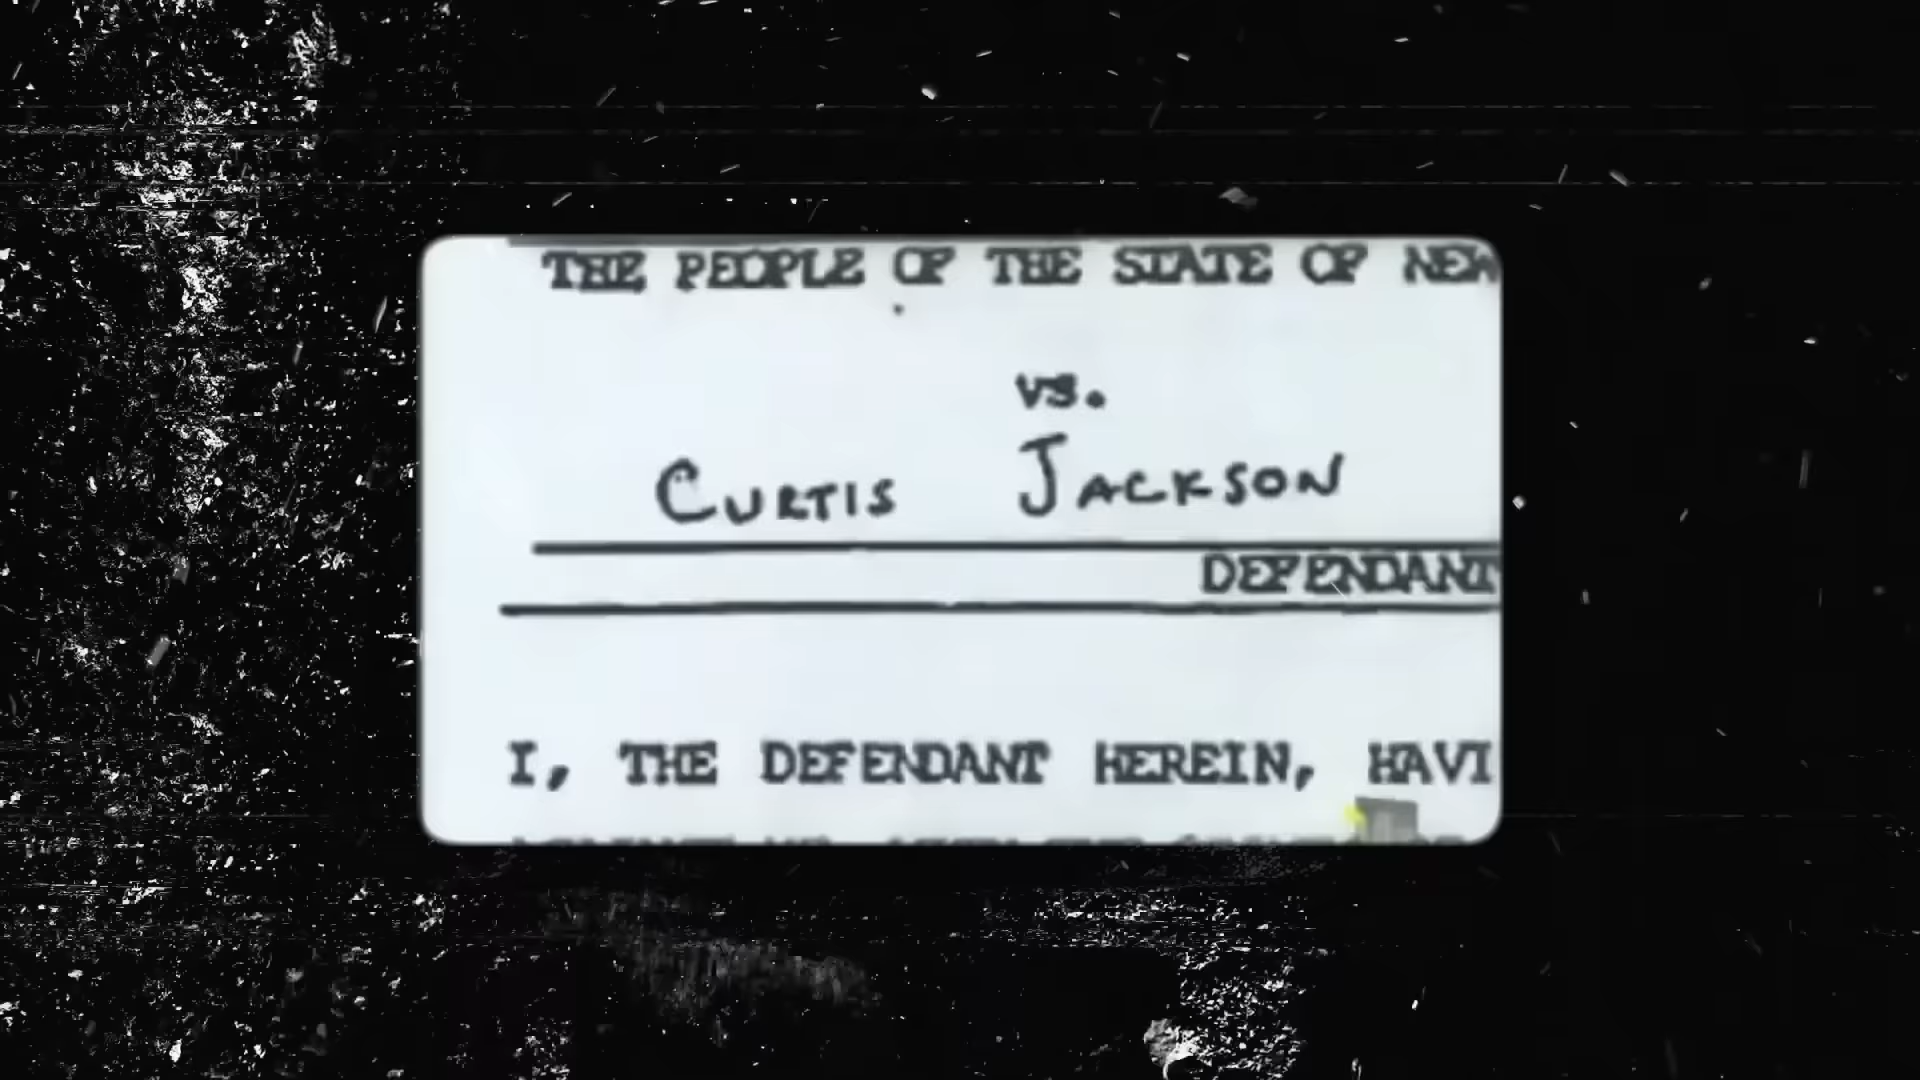 THE PEOPLE OF THE STATE OF NEW
vs.
CURTIS JACKSON
DEFENDANT
I, THE DEFENDANT HEREIN, HAVI